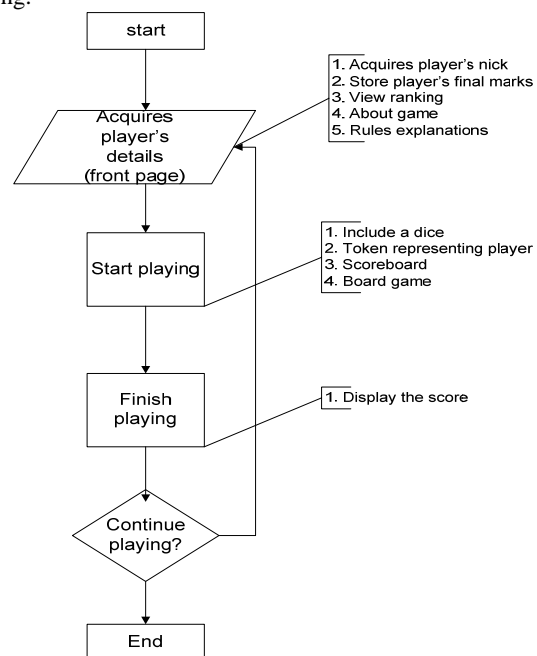 ng:
start
Acquires
player's
details
(front page)
1. Acquires player's nick
2. Store player's final marks
3. View ranking
4. About game
5. Rules explanations
Start playing
1. Include a dice
2. Token representing player
3. Scoreboard
4. Board game
Finish
playing
1. Display the score
Continue
playing?
End